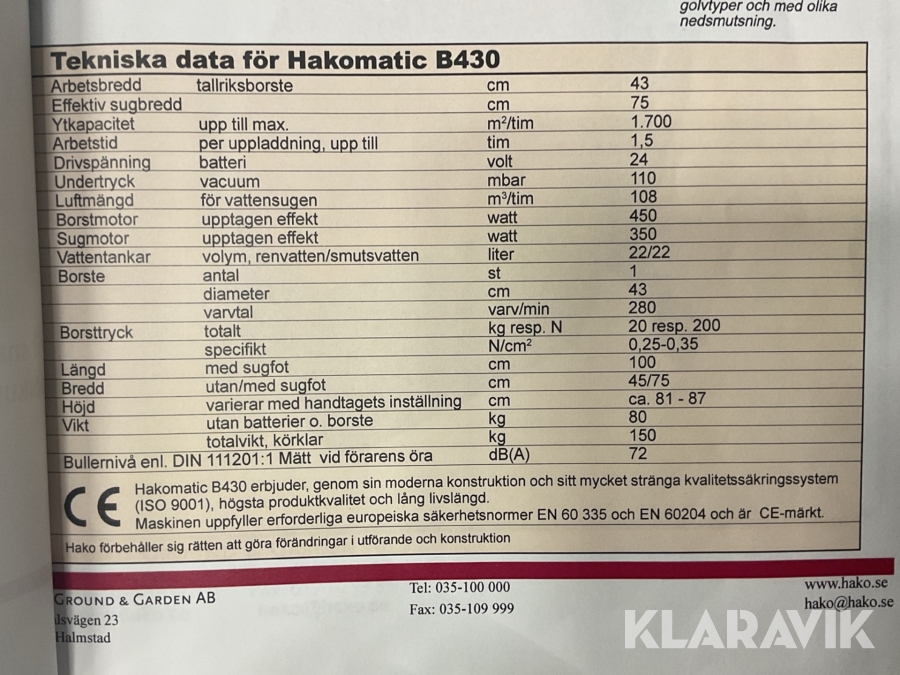 golvtyper och med olika
nedsmutsning.
Tekniska data för Hakomatic B430
Arbetsbredd tallriksborste cm 43
Effektiv sugbredd cm 75
Ytkapacitet upp till max. m²/tim 1.700
Arbetstid per uppladdning, upp till tim 1,5
Drivspänning batteri volt 24
Undertryck vacuum mbar 110
Luftmängd för vattensugen m³/tim 108
Borstmotor upptagen effekt watt 450
Sugmotor upptagen effekt watt 350
Vattentankar volym, renvatten/smutsvatten liter 22/22
Borste antal st 1
diameter cm 43
varvtal varv/min 280
Borsttryck totalt kg resp. N 20 resp. 200
specifikt N/cm² 0,25-0,35
Längd med sugfot cm 100
Bredd utan/med sugfot cm 45/75
Höjd varierar med handtagets inställning cm ca. 81 - 87
Vikt utan batterier o. borste kg 80
totalvikt, körklar kg 150
Bullernivå enl. DIN 111201:1 Mätt vid förarens öra dB(A) 72
CE Hakomatic B430 erbjuder, genom sin moderna konstruktion och sitt mycket stränga kvalitetssäkringssystem
(ISO 9001), högsta produktkvalitet och lång livslängd.
Maskinen uppfyller erforderliga europeiska säkerhetsnormer EN 60 335 och EN 60204 och är CE-märkt.
Hako förbehåller sig rätten att göra förändringar i utförande och konstruktion
GROUND & GARDEN AB Tel: 035-100 000 www.hako.se
lsvägen 23 Fax: 035-109 999 hako@hako.se
Halmstad
KLARAVIK